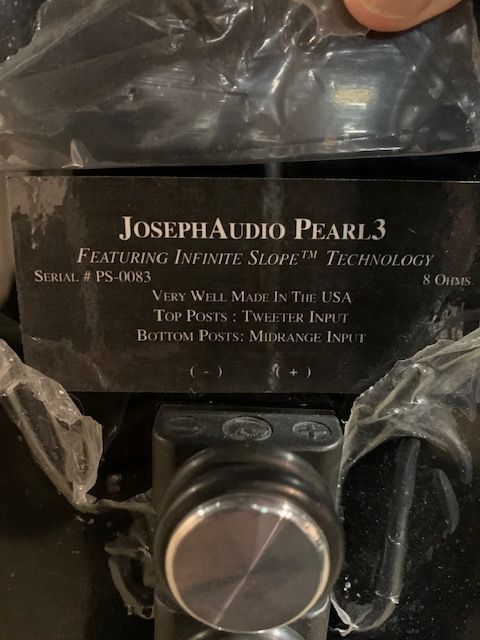 JosephAudio Pearl3
Featuring Infinite Slope™ Technology
Serial # PS-0083 8 Ohms
Very Well Made In The USA
Top Posts : Tweeter Input
Bottom Posts: Midrange Input
( - ) ( + )
- +